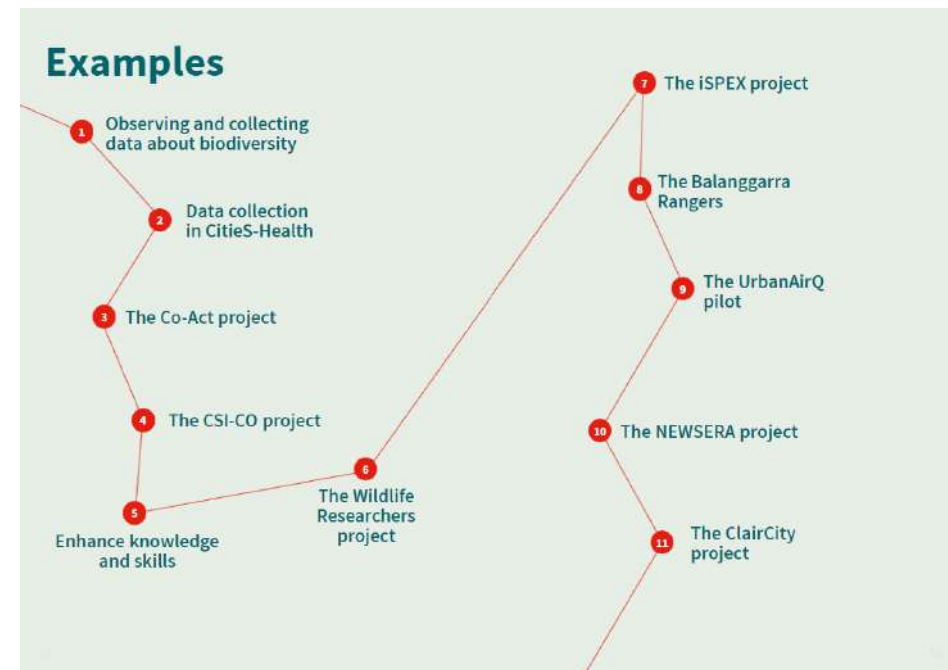 Examples
1
Observing and collecting
data about biodiversity
2
Data collection
in CitieS-Health
3
The Co-Act project
4
The CSI-CO project
5
Enhance knowledge
and skills
6
The Wildlife
Researchers
project
7
The iSPEX project
8
The Balanggarra
Rangers
9
The UrbanAirQ
pilot
10
The NEWSERA project
11
The ClairCity
project